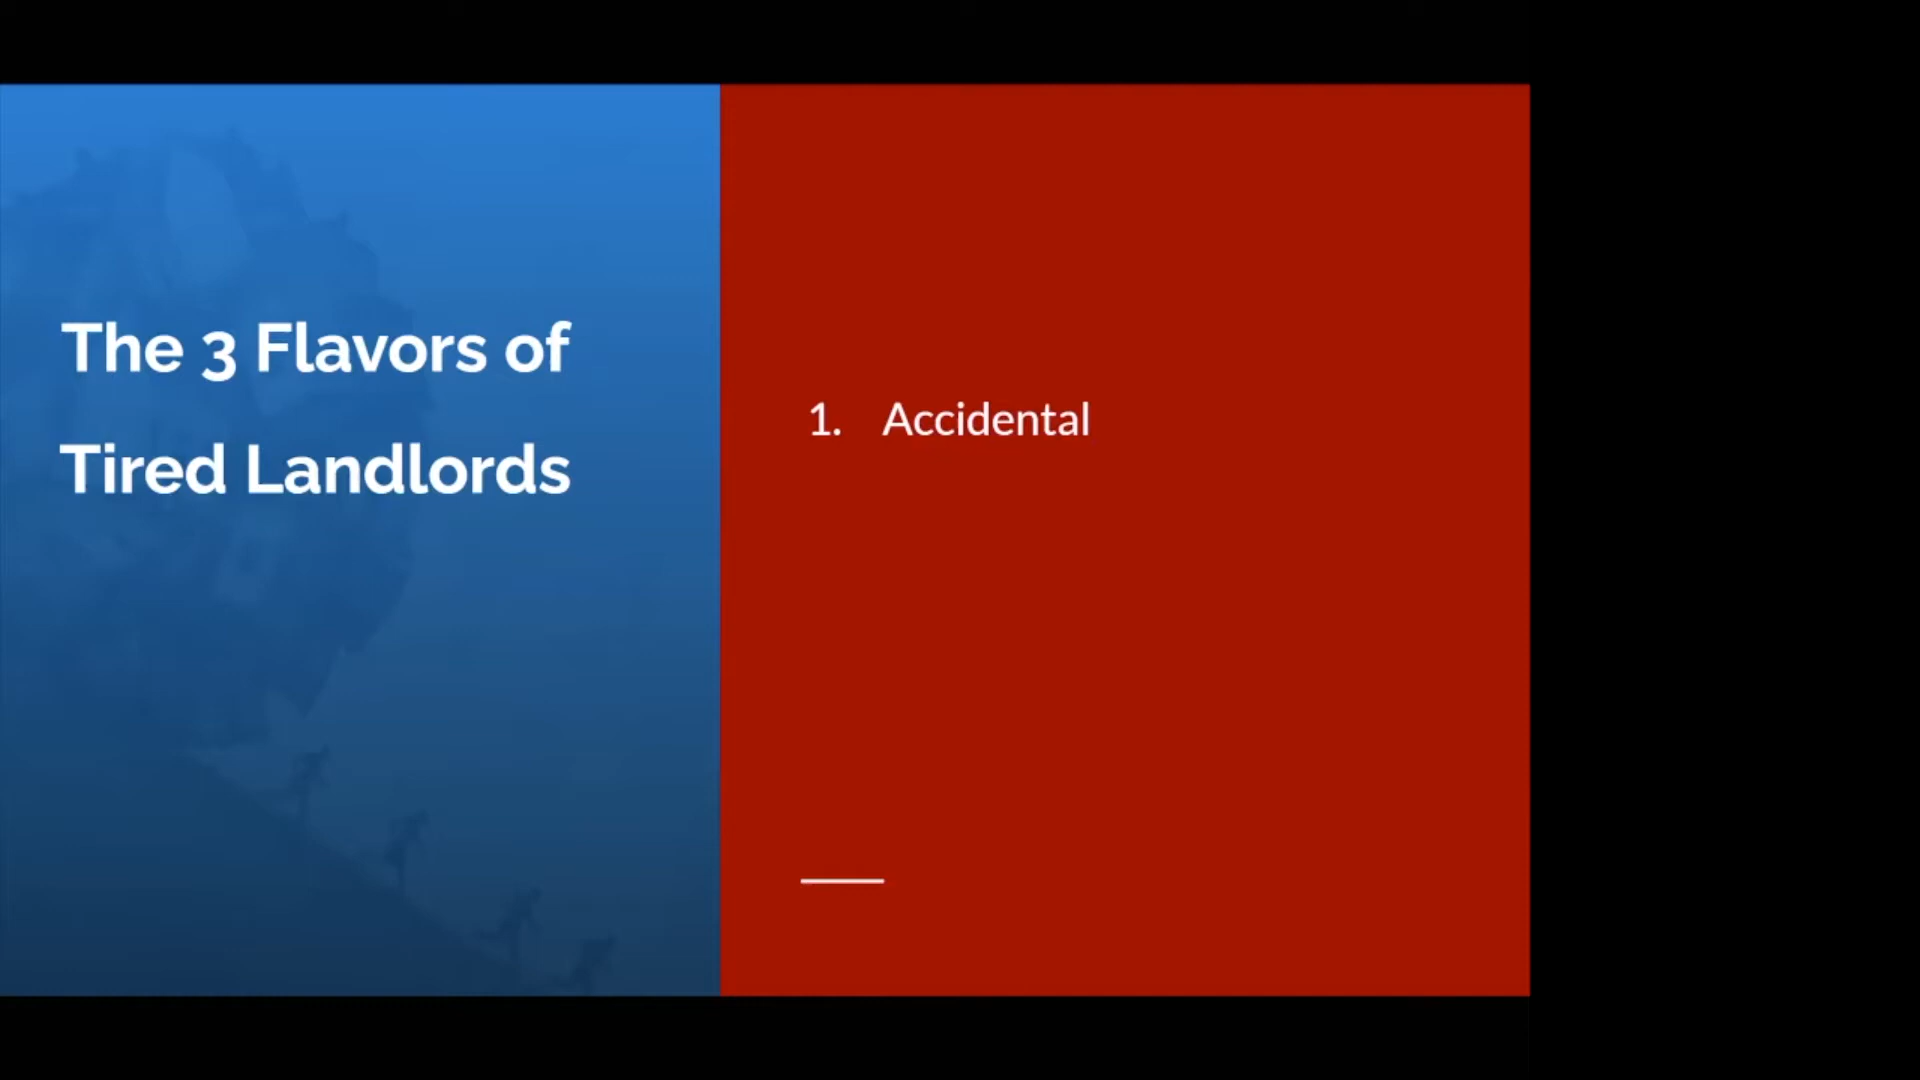 The 3 Flavors of
Tired Landlords
1. Accidental